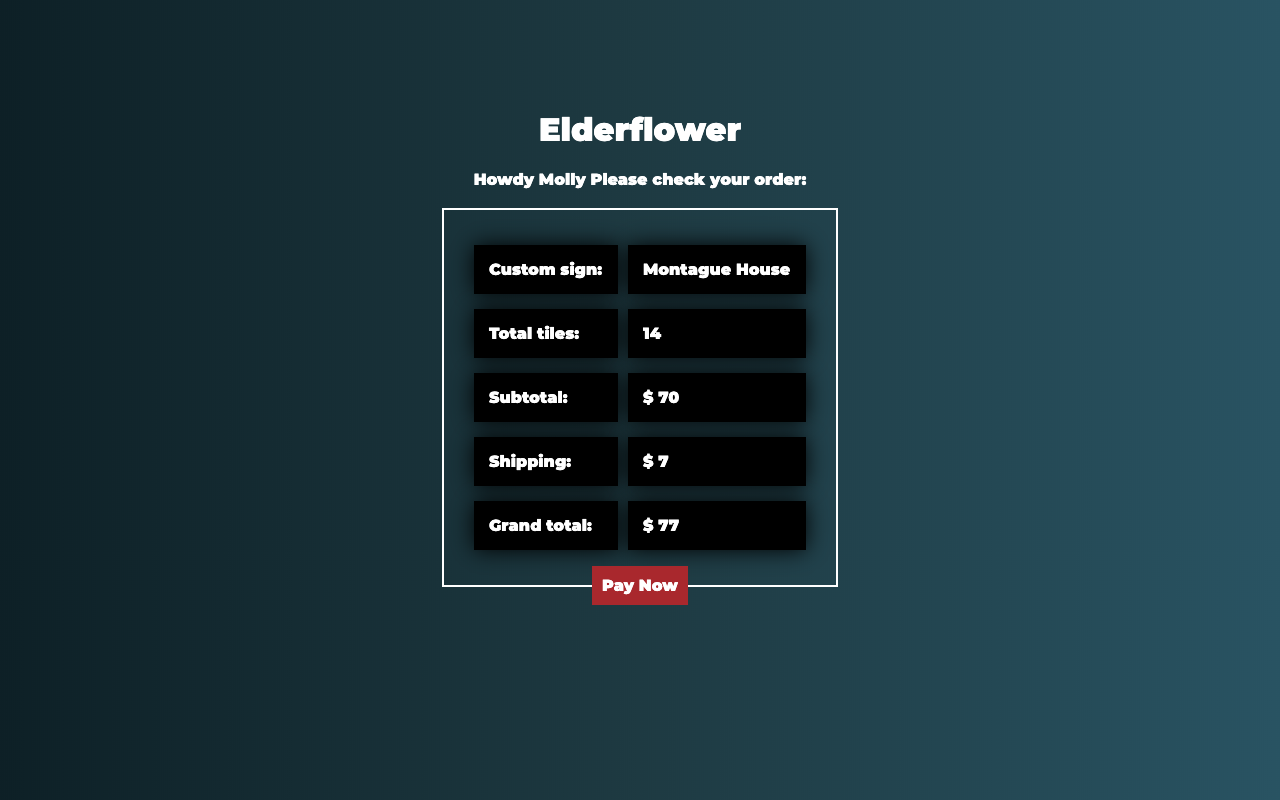 Elderflower
Howdy Molly Please check your order:
Custom sign: Montague House
Total tiles: 14
Subtotal: $ 70
Shipping: $ 7
Grand total: $ 77
Pay Now